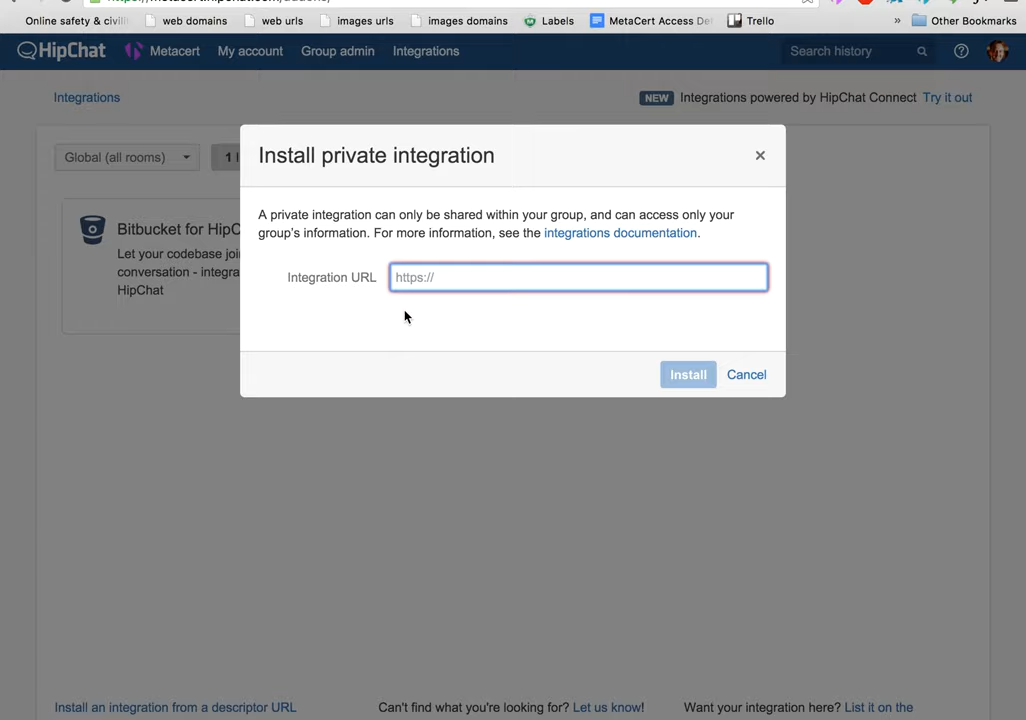 Online safety & civili
web domains
web urls
images urls
images domains
Labels
MetaCert Access De
Trello
»
Other Bookmarks
HipChat
Metacert
My account
Group admin
Integrations
Search history
Integrations
NEW Integrations powered by HipChat Connect Try it out
Global (all rooms)
Install private integration
Bitbucket for HipC
Let your codebase joi
conversation - integra
HipChat
A private integration can only be shared within your group, and can access only your
group's information. For more information, see the integrations documentation.
Integration URL
https://
Install
Cancel
Install an integration from a descriptor URL
Can't find what you're looking for? Let us know!
Want your integration here? List it on the